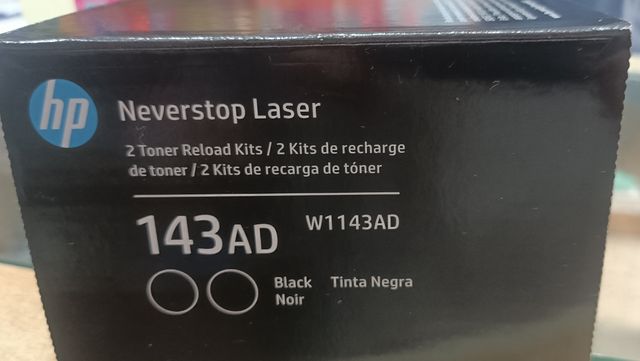 hp
Neverstop Laser
2 Toner Reload Kits / 2 Kits de recharge
de toner / 2 Kits de recarga de tóner
143AD W1143AD
Black Tinta Negra
Noir